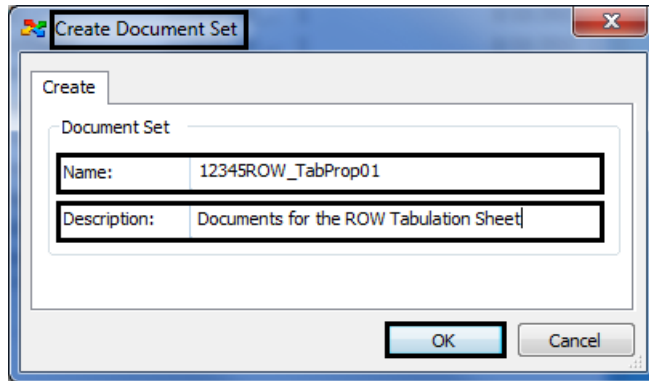 Create Document Set
Create
Document Set
Name: 12345ROW_TabProp01
Description: Documents for the ROW Tabulation Sheet
OK Cancel